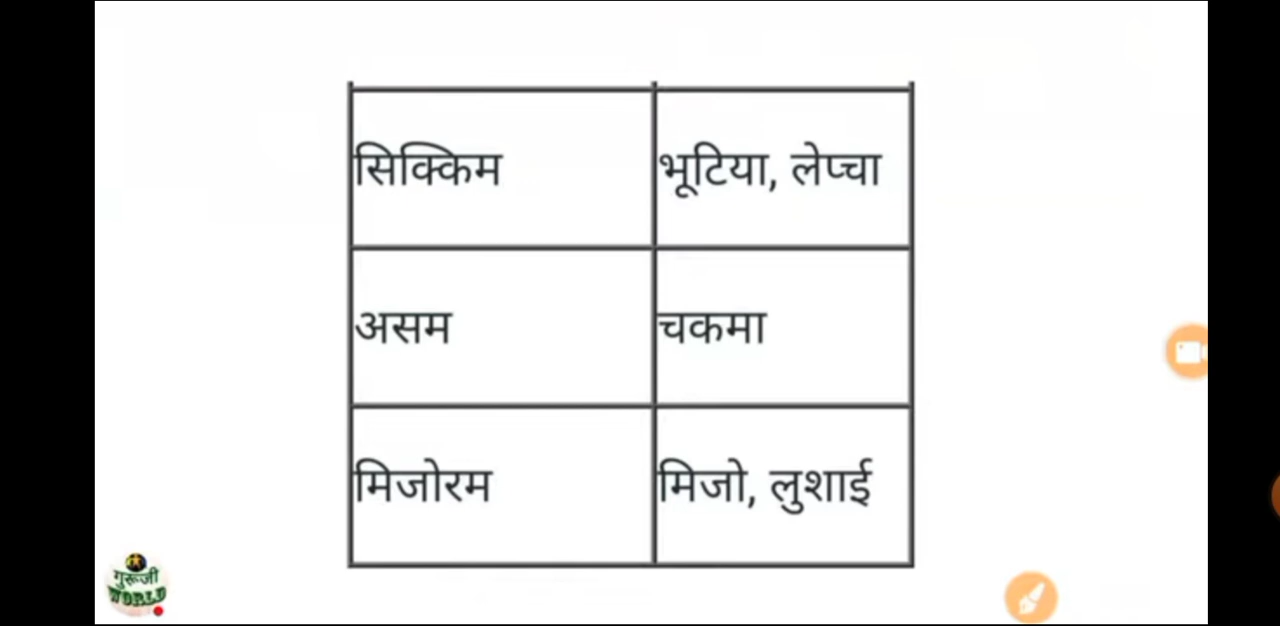 सिक्किम भूटिया, लेप्चा
असम चकमा
मिजोरम मिजो, लुशाई
गुरूजी
WORLD